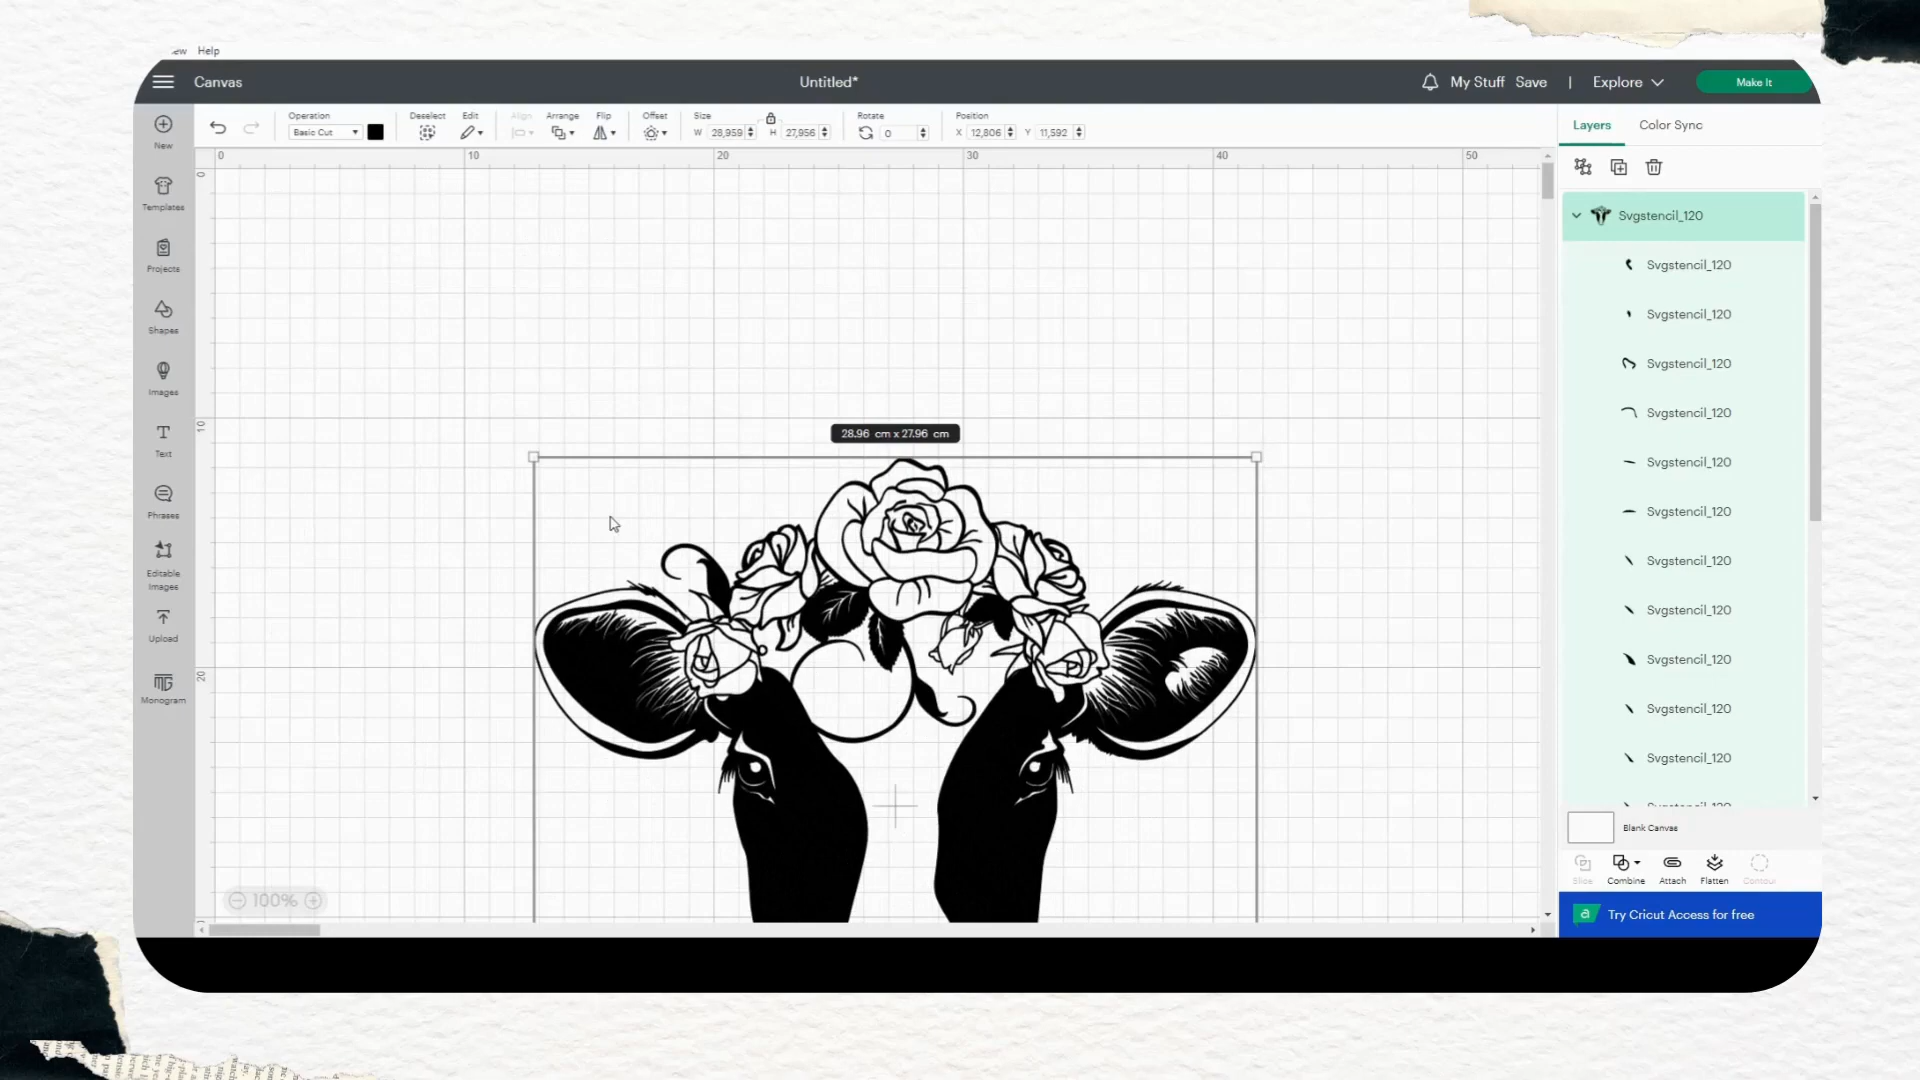 ew Help
Canvas
Untitled*
My Stuff Save | Explore
Make It
New
Templates
Projects
Shapes
Images
Text
Phrases
Editable
Images
Upload
Monogram
Operation
Basic Cut
Deselect
Edit
Align
Arrange
Flip
Offset
Size
W 28,959
H 27,956
Rotate
0
Position
X 12,806
Y 11,592
0 10 20 30 40 50
0
10
20
28.96 cm x 27.96 cm
100%
Layers
Color Sync
Svgstencil_120
Svgstencil_120
Svgstencil_120
Svgstencil_120
Svgstencil_120
Svgstencil_120
Svgstencil_120
Svgstencil_120
Svgstencil_120
Svgstencil_120
Svgstencil_120
Svgstencil_120
Blank Canvas
Slice
Combine
Attach
Flatten
Contour
a Try Cricut Access for free